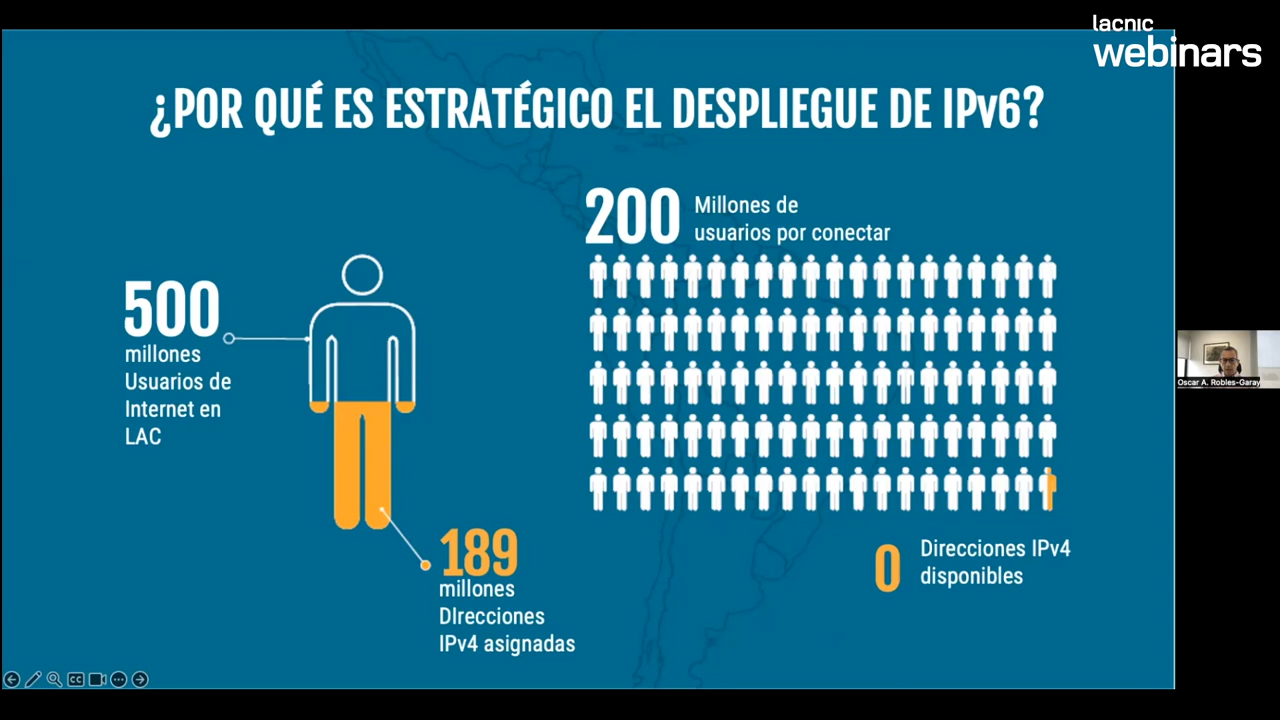 lacnic
webinars
¿POR QUÉ ES ESTRATÉGICO EL DESPLIEGUE DE IPv6?
200
Millones de
usuarios por conectar
500
millones
Usuarios de
Internet en
LAC
189
millones
DIrecciones
IPv4 asignadas
0
Direcciones IPv4
disponibles
Oscar A. Robles-Garay
CC